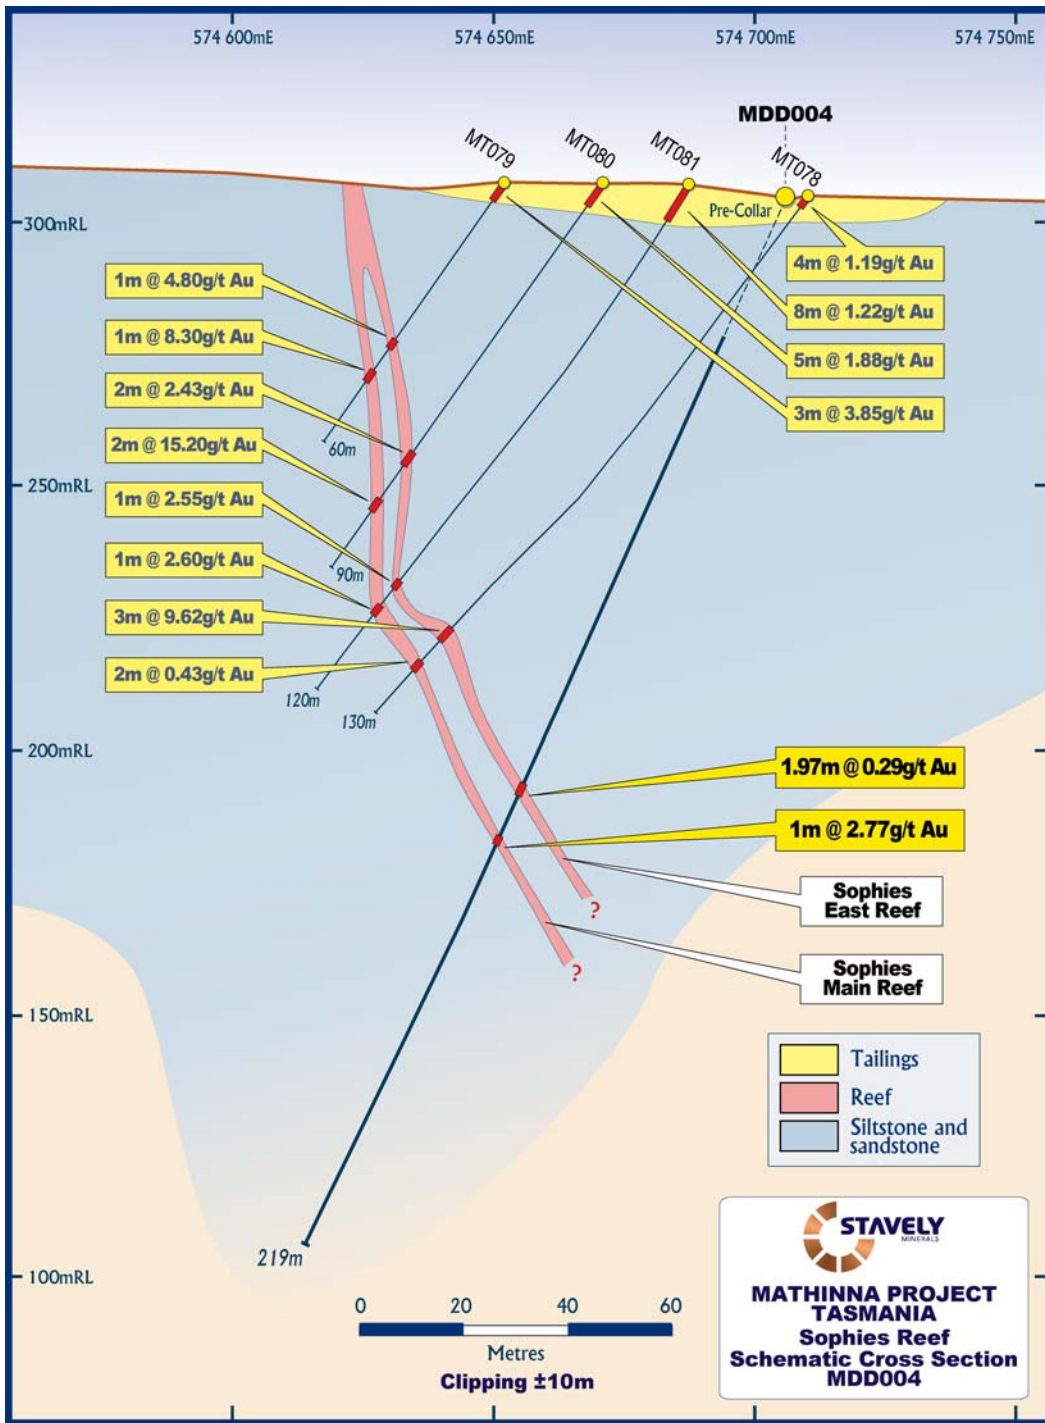 574 600mE
574 650mE
574 700mE
574 750mE
MDD004
MT079
MT080
MT081
MT078
Pre-Collar
300mRL
250mRL
200mRL
150mRL
100mRL
4m @ 1.19g/t Au
8m @ 1.22g/t Au
5m @ 1.88g/t Au
3m @ 3.85g/t Au
1m @ 4.80g/t Au
1m @ 8.30g/t Au
2m @ 2.43g/t Au
2m @ 15.20g/t Au
1m @ 2.55g/t Au
1m @ 2.60g/t Au
3m @ 9.62g/t Au
2m @ 0.43g/t Au
60m
90m
120m
130m
1.97m @ 0.29g/t Au
1m @ 2.77g/t Au
Sophies
East Reef
?
Sophies
Main Reef
?
219m
Tailings
Reef
Siltstone and
sandstone
0 20 40 60
Metres
Clipping ±10m
STAVELY
MINERALS
MATHINNA PROJECT
TASMANIA
Sophies Reef
Schematic Cross Section
MDD004